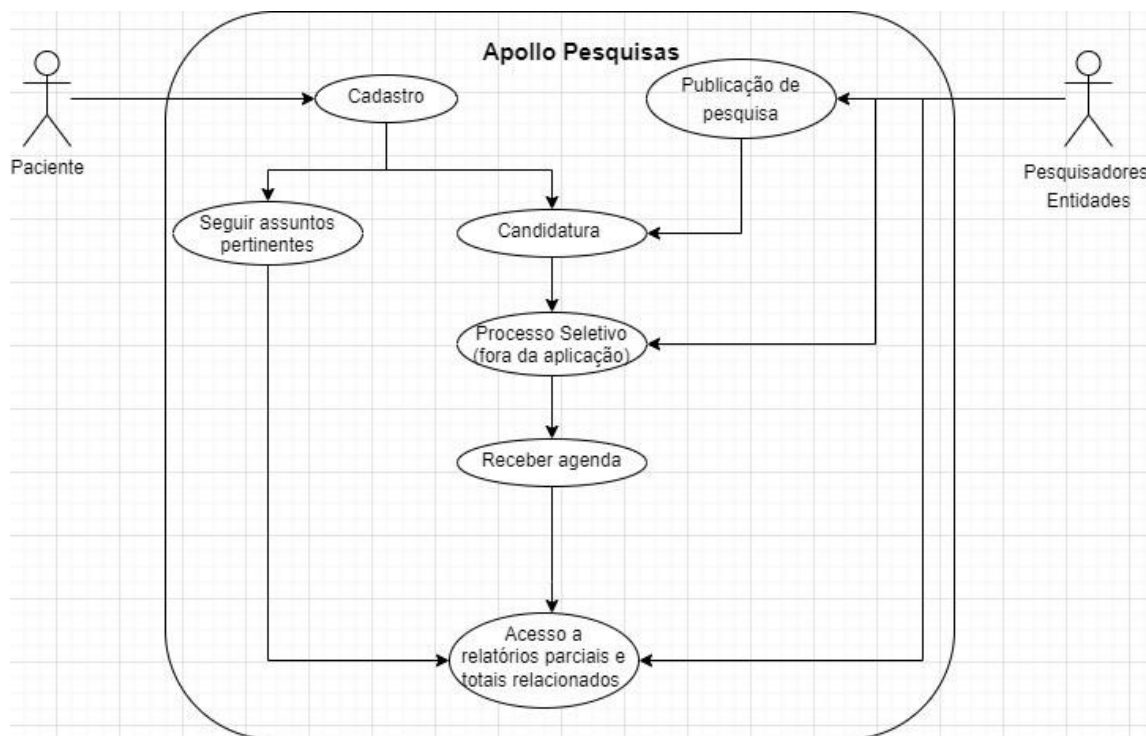 Apollo Pesquisas
Paciente
Cadastro
Publicação de
pesquisa
Pesquisadores
Entidades
Seguir assuntos
pertinentes
Candidatura
Processo Seletivo
(fora da aplicação)
Receber agenda
Acesso a
relatórios parciais e
totais relacionados